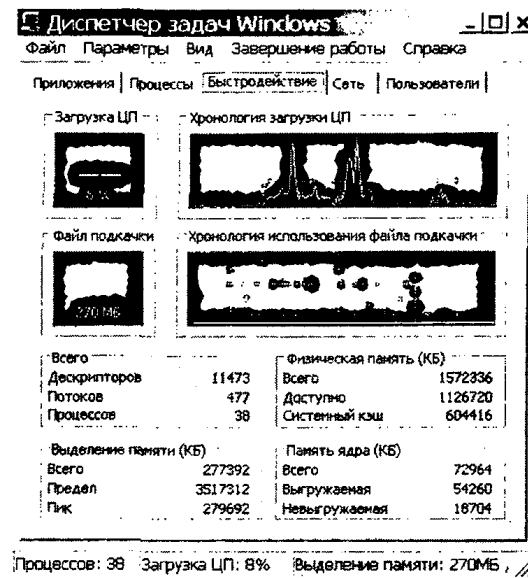 Диспетчер задач Windows
Файл Параметры Вид Завершение работы Справка
Приложения Процессы Быстродействие Сеть Пользователи
Загрузка ЦП
Хронология загрузки ЦП
Файл подкачки
Хронология использования файла подкачки
270 МБ
Всего
Дескрипторов 11473
Потоков 477
Процессов 38
Физическая память (КБ)
Всего 1572336
Доступно 1126720
Системный кэш 604416
Выделение памяти (КБ)
Всего 277392
Предел 3517312
Пик 279692
Память ядра (КБ)
Всего 72964
Выгружаемая 54260
Невыгружаемая 18704
Процессов: 38 Загрузка ЦП: 8% Выделение памяти: 270МБ